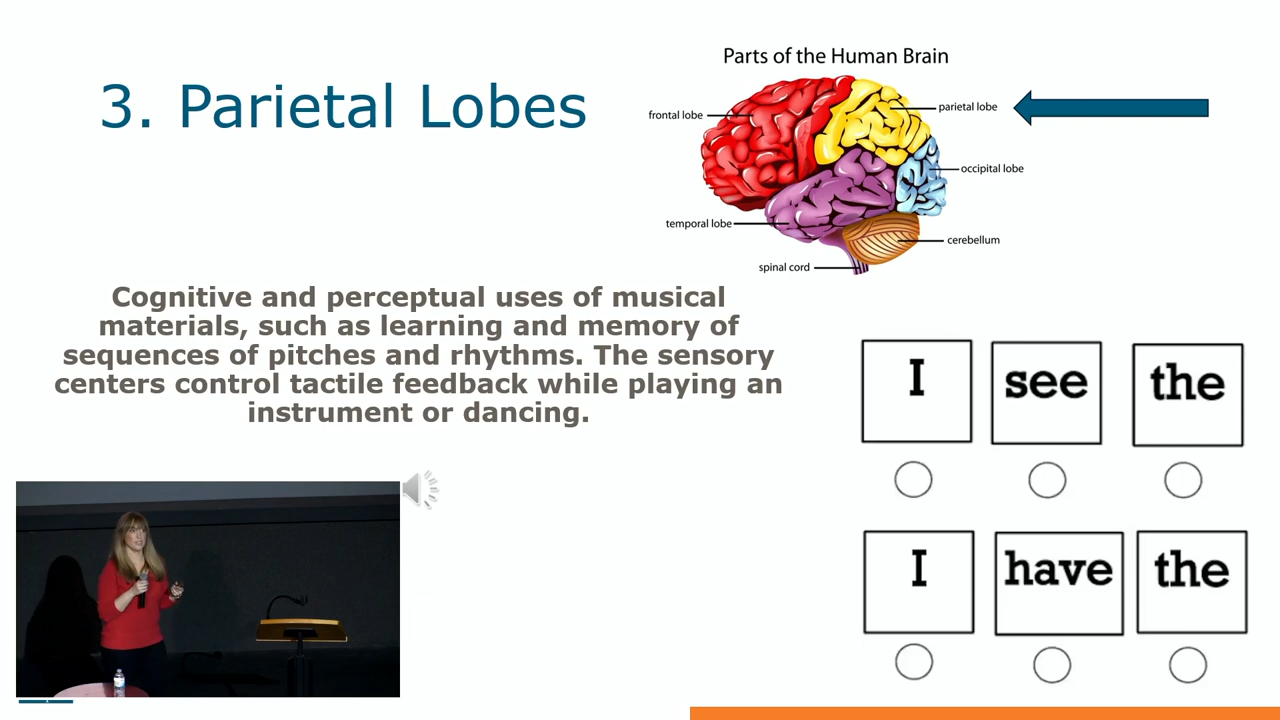 3. Parietal Lobes
Parts of the Human Brain
frontal lobe
parietal lobe
occipital lobe
temporal lobe
cerebellum
spinal cord
Cognitive and perceptual uses of musical
materials, such as learning and memory of
sequences of pitches and rhythms. The sensory
centers control tactile feedback while playing an
instrument or dancing.
I see the
I have the